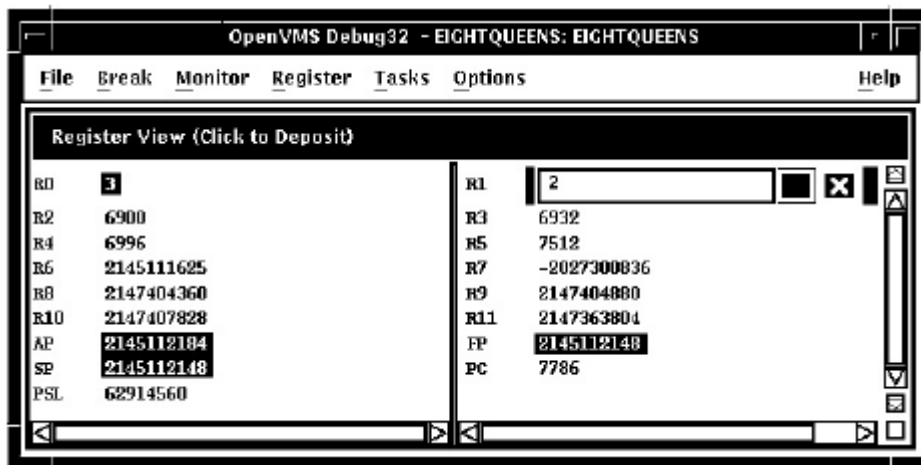 OpenVMS Debug32 - EIGHTQUEENS: EIGHTQUEENS
File Break Monitor Register Tasks Options Help
Register View (Click to Deposit)
R0 3 R1 2
R2 6900 R3 6932
R4 6996 R5 7512
R6 2145111625 R7 -2027300836
R8 2147404360 R9 2147404880
R10 2147407828 R11 2147363804
AP 2145112184 FP 2145112148
SP 2145112148 PC 7786
PSL 62914560